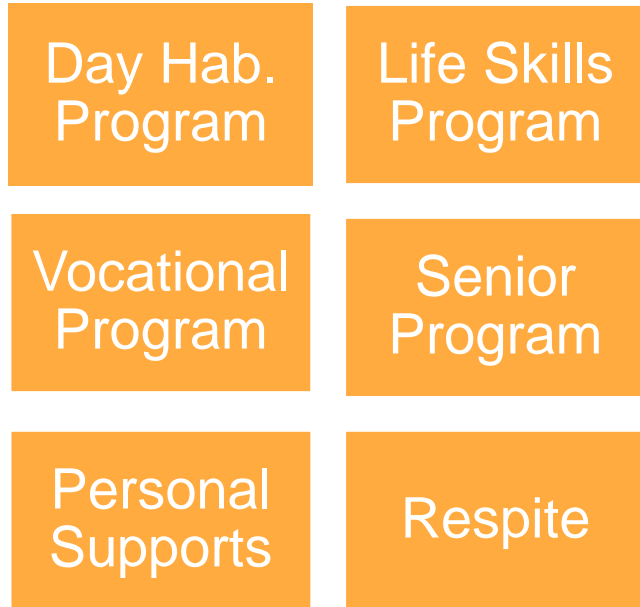 Day Hab.
Program
Life Skills
Program
Vocational
Program
Senior
Program
Personal
Supports
Respite